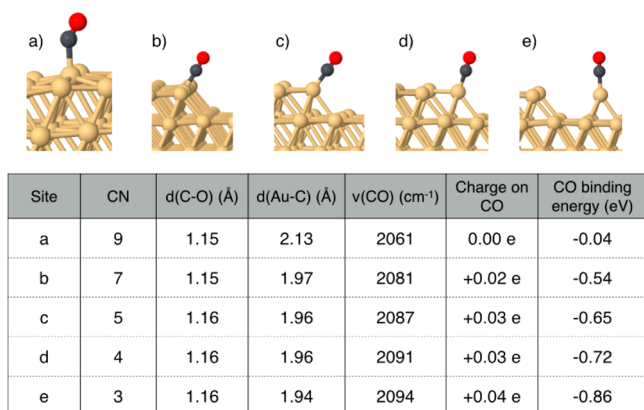 a) b) c) d) e)
Site CN d(C-O) (Å) d(Au-C) (Å) ν(CO) (cm⁻¹) Charge on CO CO binding energy (eV)
a 9 1.15 2.13 2061 0.00 e -0.04
b 7 1.15 1.97 2081 +0.02 e -0.54
c 5 1.16 1.96 2087 +0.03 e -0.65
d 4 1.16 1.96 2091 +0.03 e -0.72
e 3 1.16 1.94 2094 +0.04 e -0.86